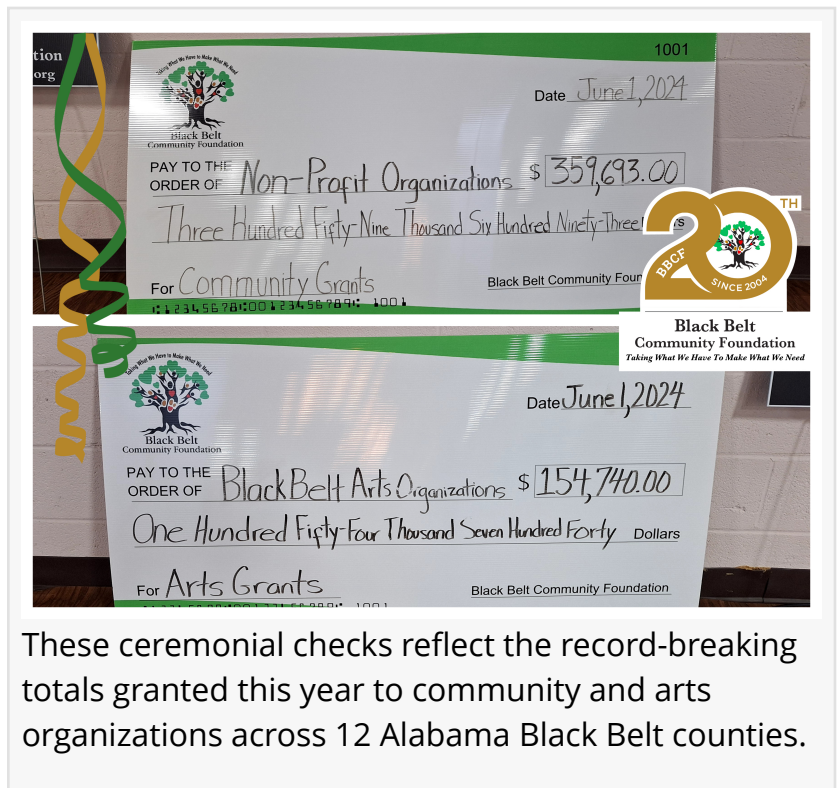 tion
org
1001
Taking What We Have to Make What We Need
Black Belt
Community Foundation
Date June 1, 2024
PAY TO THE
ORDER OF Non-Profit Organizations $ 359,693.00
Three Hundred Fifty-Nine Thousand Six Hundred Ninety-Three rs
For Community Grants
Black Belt Community Foun
1001
20TH
BBCF
SINCE 2004
Black Belt
Community Foundation
Taking What We Have To Make What We Need
Taking What We Have to Make What We Need
Black Belt
Community Foundation
Date June 1, 2024
PAY TO THE
ORDER OF Black Belt Arts Organizations $ 154,740.00
One Hundred Fifty-Four Thousand Seven Hundred Forty Dollars
For Arts Grants
Black Belt Community Foundation
These ceremonial checks reflect the record-breaking
totals granted this year to community and arts
organizations across 12 Alabama Black Belt counties.